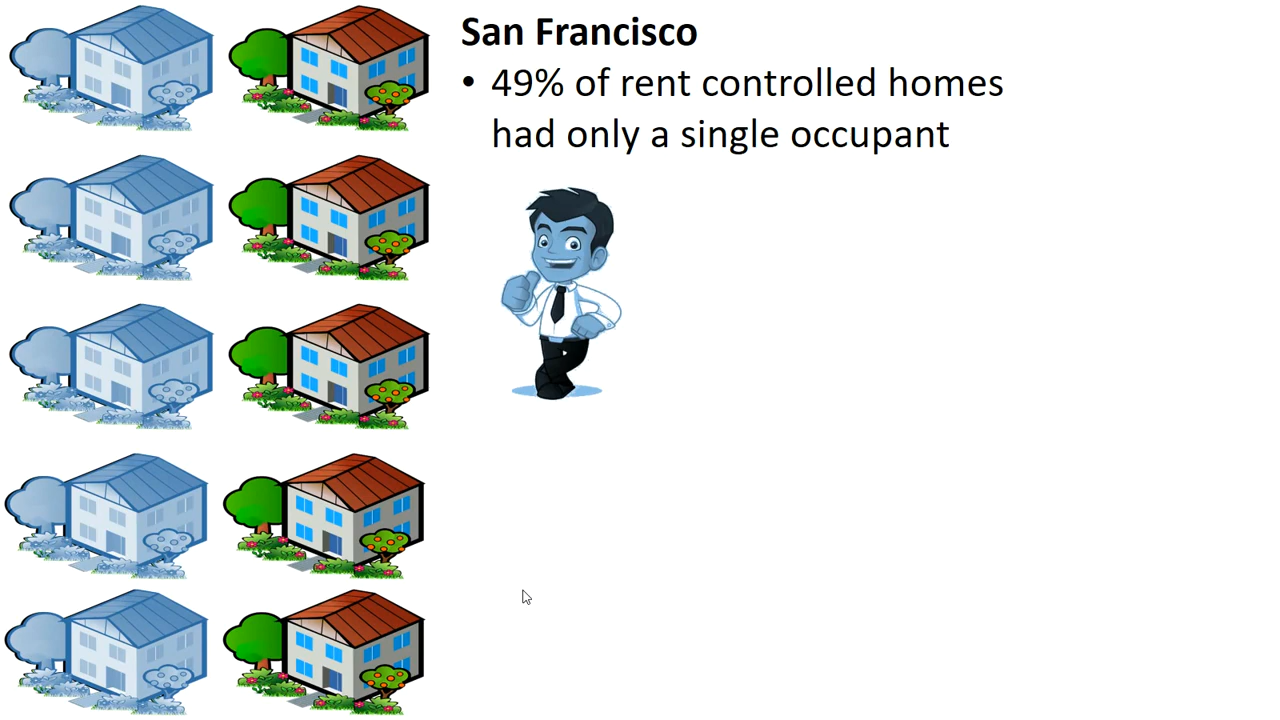 San Francisco
• 49% of rent controlled homes
had only a single occupant